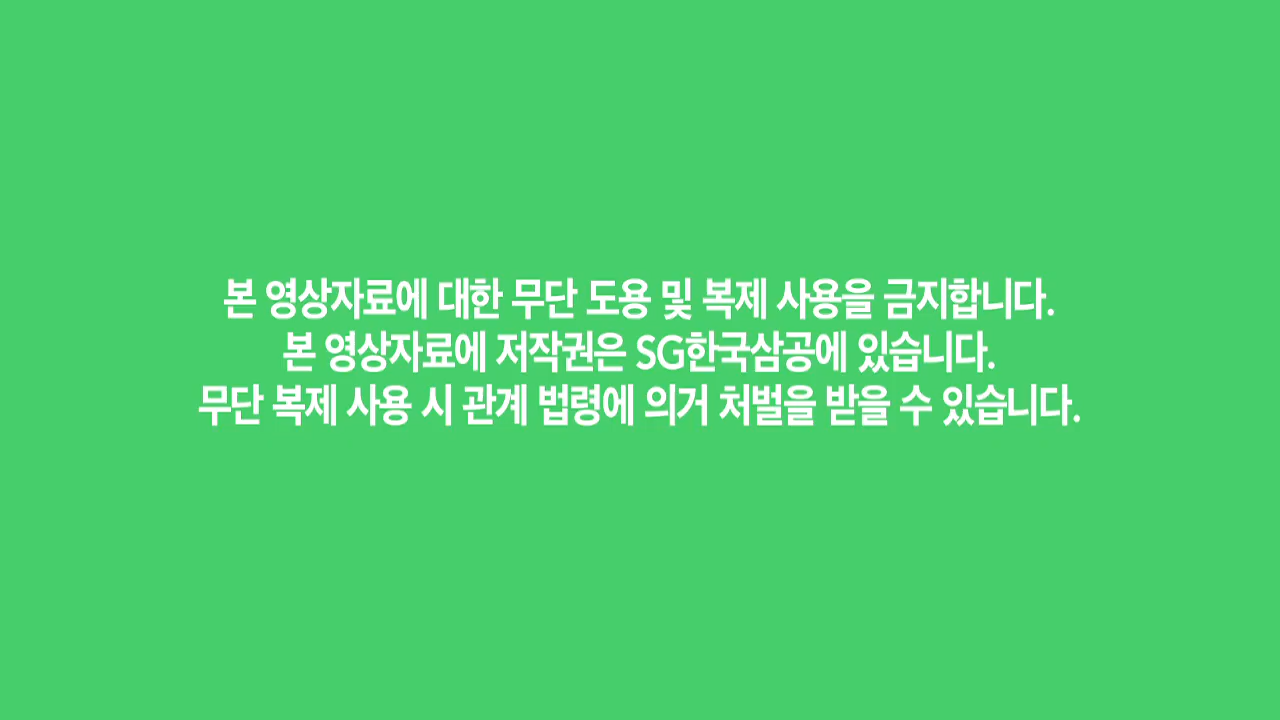 본 영상자료에 대한 무단 도용 및 복제 사용을 금지합니다.
본 영상자료에 저작권은 SG한국삼공에 있습니다.
무단 복제 사용 시 관계 법령에 의거 처벌을 받을 수 있습니다.